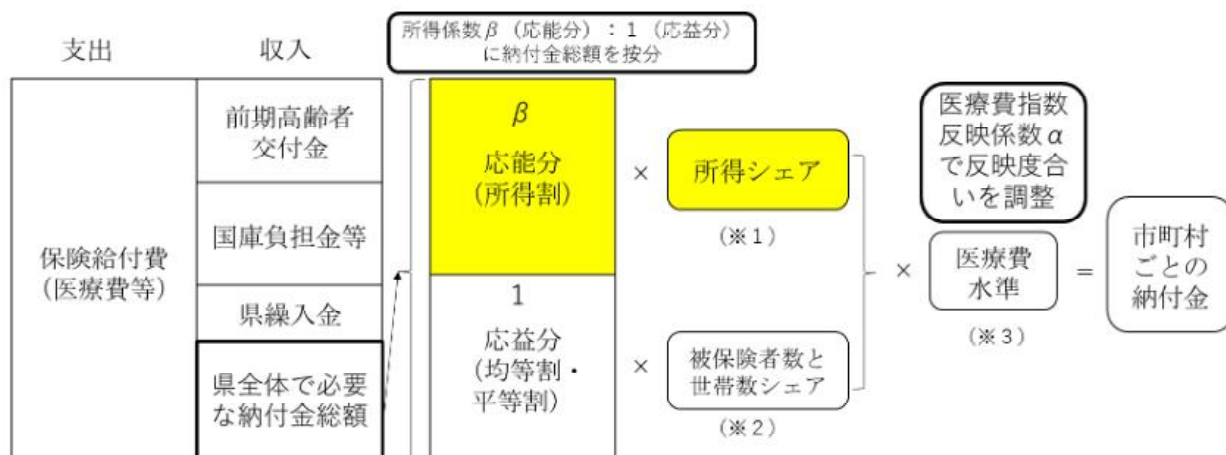 支出
収入
所得係数β（応能分）：1（応益分）
に納付金総額を按分
保険給付費
(医療費等)
前期高齢者
交付金
国庫負担金等
県繰入金
県全体で必要
な納付金総額
β
応能分
(所得割)
1
応益分
(均等割・
平等割)
×
所得シェア
(※1)
×
被保険者数と
世帯数シェア
(※2)
×
医療費指数
反映係数α
で反映度合
いを調整
医療費
水準
(※3)
=
市町村
ごとの
納付金